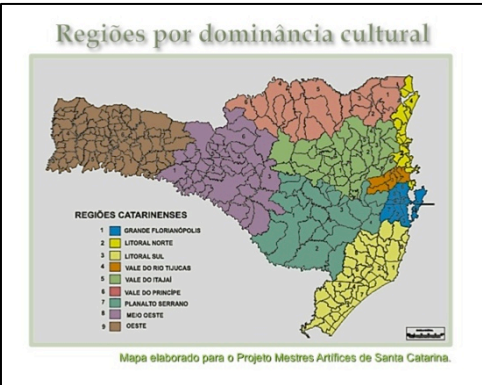 Regiões por dominância cultural
REGIÕES CATARINENSES
1 GRANDE FLORIANÓPOLIS
2 LITORAL NORTE
3 LITORAL SUL
4 VALE DO RIO TIJUCAS
5 VALE DO ITAJAÍ
6 VALE DO PRINCÍPE
7 PLANALTO SERRANO
8 MEIO OESTE
9 OESTE
Mapa elaborado para o Projeto Mestres Artífices de Santa Catarina.